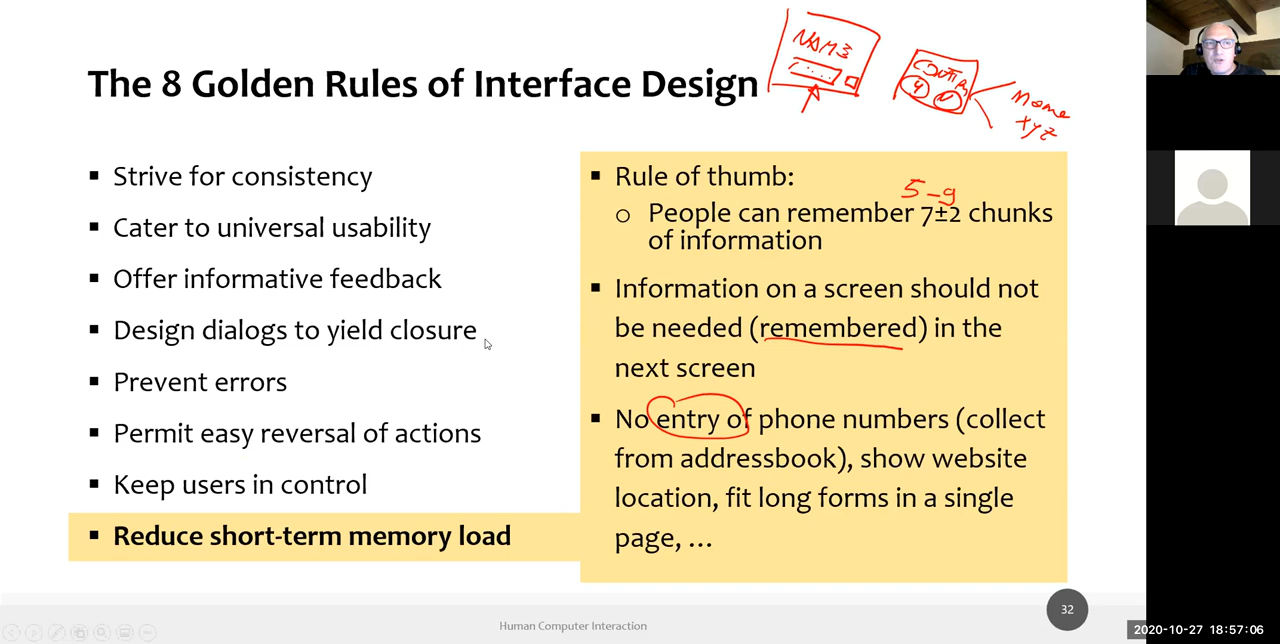 The 8 Golden Rules of Interface Design
NAME
▪ Strive for consistency
▪ Cater to universal usability
▪ Offer informative feedback
▪ Design dialogs to yield closure
▪ Prevent errors
▪ Permit easy reversal of actions
▪ Keep users in control
▪ Reduce short-term memory load
xyz
▪ Rule of thumb:
5-9
○ People can remember 7±2 chunks
of information
▪ Information on a screen should not
be needed (remembered) in the
next screen
▪ No entry of phone numbers (collect
from addressbook), show website
location, fit long forms in a single
page, ...
Human Computer Interaction
32
2020-10-27 18:57:06